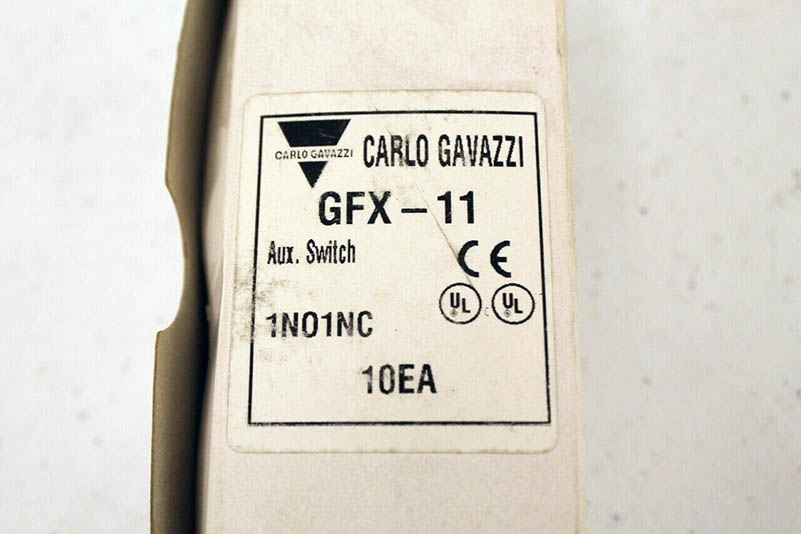 CARLO GAVAZZI CARLO GAVAZZI
GFX-11
Aux. Switch CE
UL C UL
1NO1NC
10EA